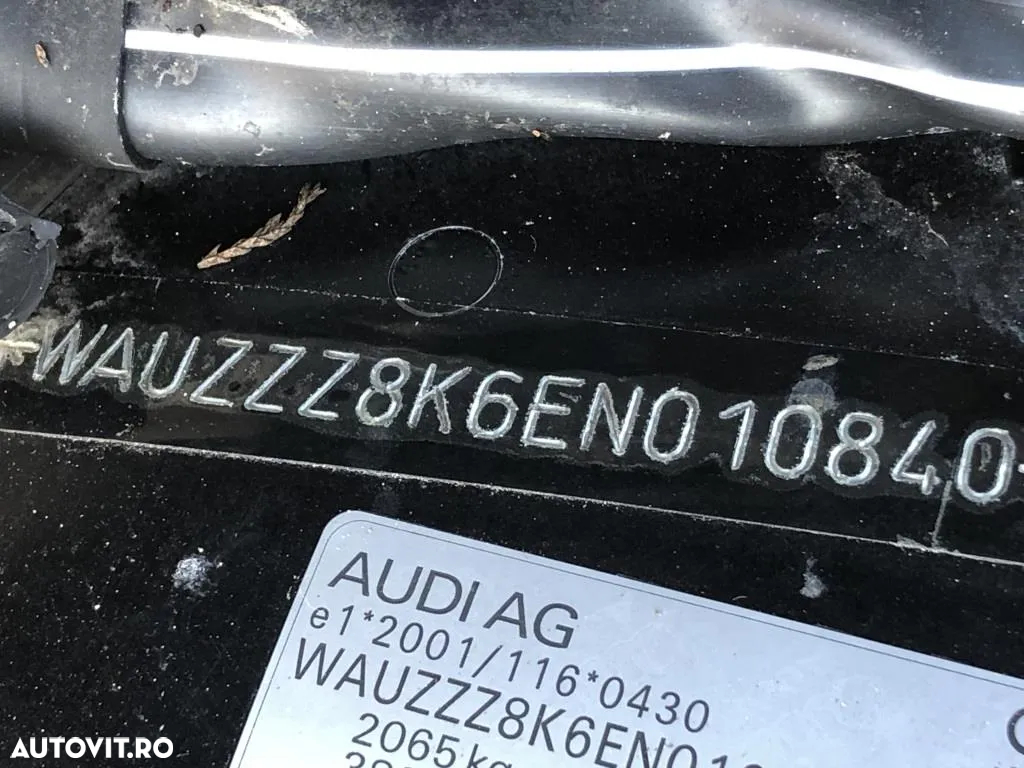 WAUZZZ8K6EN010840
AUDI AG
e1*2001/116*0430
WAUZZZ8K6EN01
2065 kg
AUTOVIT.RO